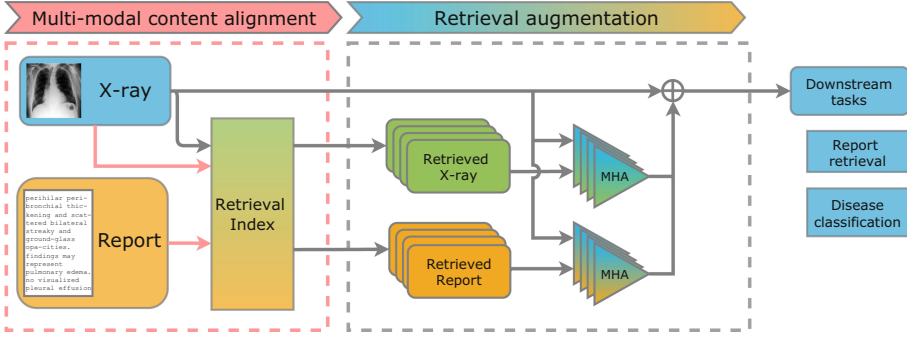 Multi-modal content alignment
Retrieval augmentation
X-ray
perihilar peri-
bronchial thic-
kening and scat-
tered bilateral
streaky and
ground-glass
opa-cities.
findings may
represent
pulmonary edema.
no visualized
pleural effusion
Report
Retrieval
Index
Retrieved
X-ray
Retrieved
Report
MHA
MHA
Downstream
tasks
Report
retrieval
Disease
classification